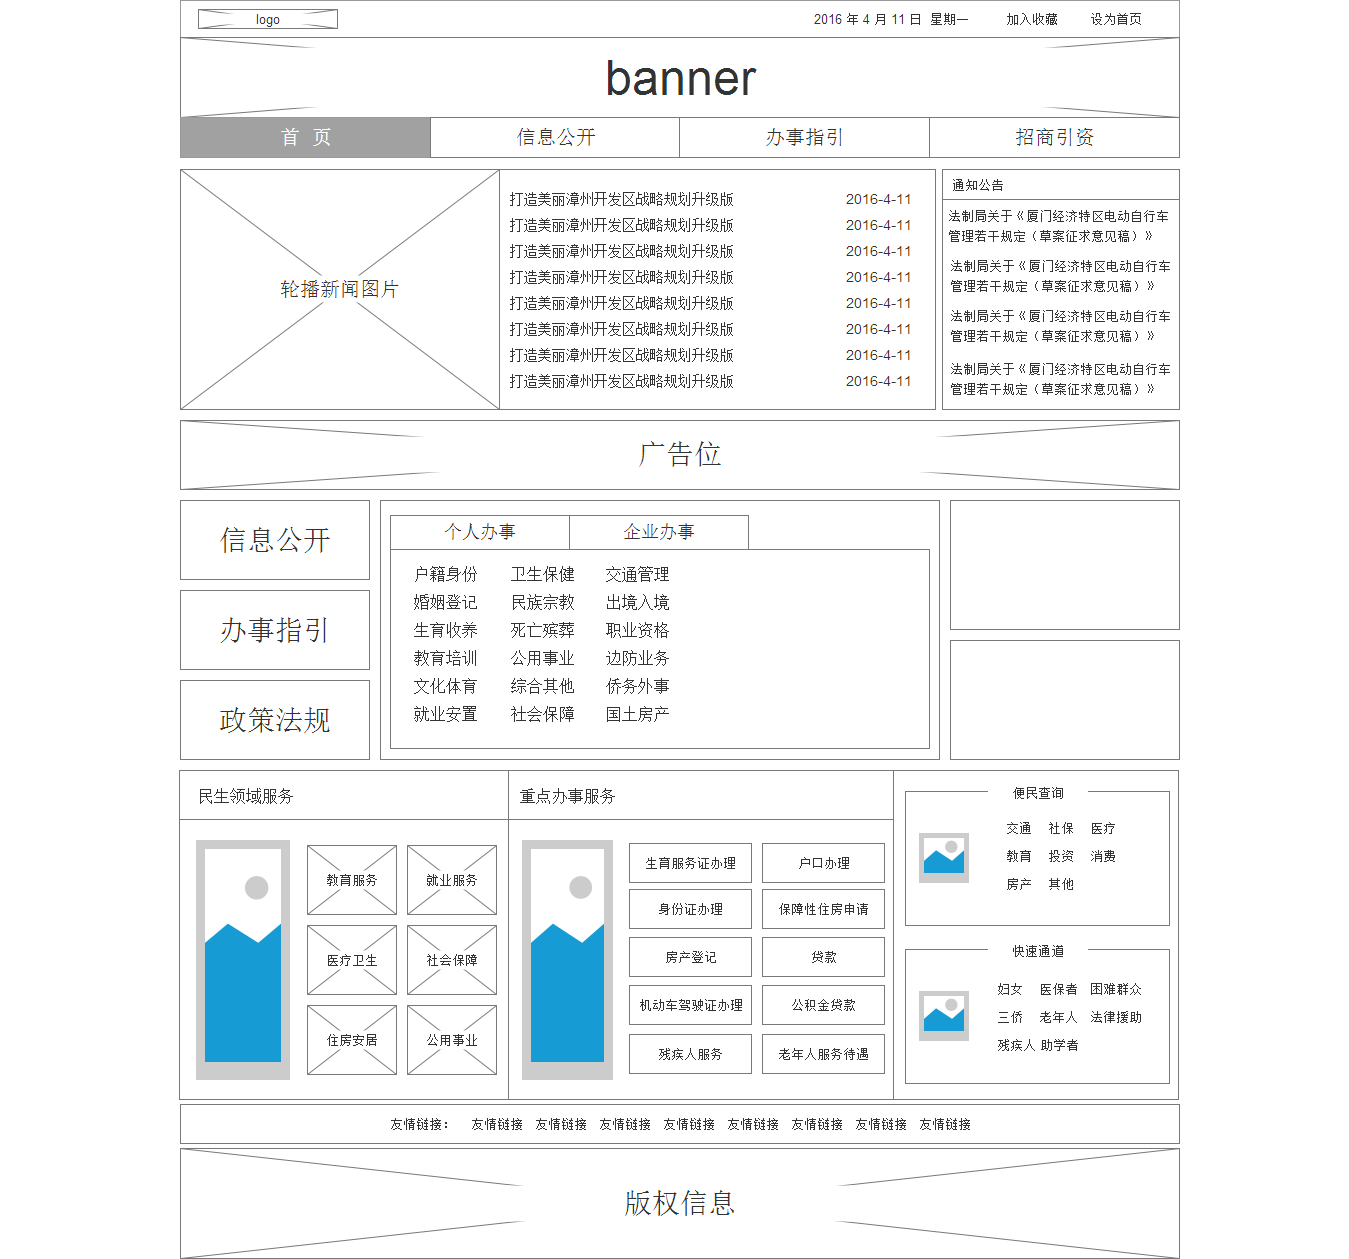 logo
2016 年 4 月 11 日 星期一 加入收藏 设为首页
banner
首 页 信息公开 办事指引 招商引资
轮播新闻图片
打造美丽漳州开发区战略规划升级版 2016-4-11
打造美丽漳州开发区战略规划升级版 2016-4-11
打造美丽漳州开发区战略规划升级版 2016-4-11
打造美丽漳州开发区战略规划升级版 2016-4-11
打造美丽漳州开发区战略规划升级版 2016-4-11
打造美丽漳州开发区战略规划升级版 2016-4-11
打造美丽漳州开发区战略规划升级版 2016-4-11
打造美丽漳州开发区战略规划升级版 2016-4-11
通知公告
法制局关于《厦门经济特区电动自行车
管理若干规定（草案征求意见稿）》
法制局关于《厦门经济特区电动自行车
管理若干规定（草案征求意见稿）》
法制局关于《厦门经济特区电动自行车
管理若干规定（草案征求意见稿）》
法制局关于《厦门经济特区电动自行车
管理若干规定（草案征求意见稿）》
广告位
信息公开
办事指引
政策法规
个人办事 企业办事
户籍身份 卫生保健 交通管理
婚姻登记 民族宗教 出境入境
生育收养 死亡殡葬 职业资格
教育培训 公用事业 边防业务
文化体育 综合其他 侨务外事
就业安置 社会保障 国土房产
民生领域服务
教育服务 就业服务
医疗卫生 社会保障
住房安居 公用事业
重点办事服务
生育服务证办理 户口办理
身份证办理 保障性住房申请
房产登记 贷款
机动车驾驶证办理 公积金贷款
残疾人服务 老年人服务待遇
便民查询
交通 社保 医疗
教育 投资 消费
房产 其他
快速通道
妇女 医保者 困难群众
三侨 老年人 法律援助
残疾人 助学者
友情链接： 友情链接 友情链接 友情链接 友情链接 友情链接 友情链接 友情链接 友情链接
版权信息